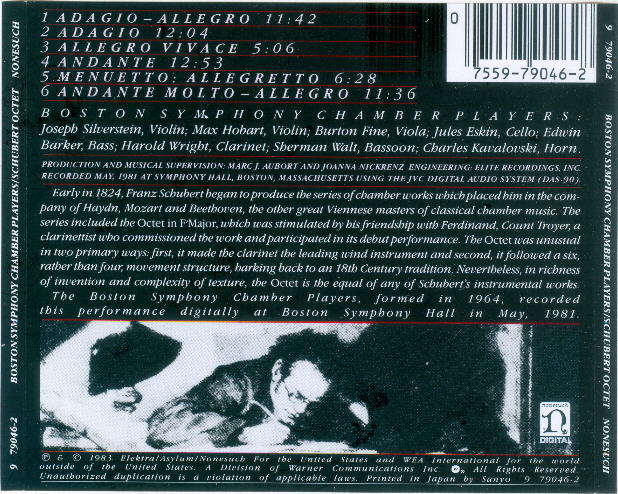 1 ADAGIO–ALLEGRO 11:42
2 ADAGIO 12:04
3 ALLEGRO VIVACE 5:06
4 ANDANTE 12:53
5 MENUETTO: ALLEGRETTO 6:28
6 ANDANTE MOLTO–ALLEGRO 11:36
0
7559-79046-2
BOSTON SYMPHONY CHAMBER PLAYERS:
Joseph Silverstein, Violin; Max Hobart, Violin; Burton Fine, Viola; Jules Eskin, Cello; Edwin
Barker, Bass; Harold Wright, Clarinet; Sherman Walt, Bassoon; Charles Kavaloski, Horn.
PRODUCTION AND MUSICAL SUPERVISION: MARC J. AUBORT AND JOANNA NICKRENZ. ENGINEERING: ELITE RECORDINGS, INC.
RECORDED MAY, 1981 AT SYMPHONY HALL, BOSTON, MASSACHUSETTS USING THE JVC DIGITAL AUDIO SYSTEM (DAS-90).
Early in 1824, Franz Schubert began to produce the series of chamber works which placed him in the com-
pany of Haydn, Mozart and Beethoven, the other great Viennese masters of classical chamber music. The
series included the Octet in F Major, which was stimulated by his friendship with Ferdinand, Count Troyer, a
clarinettist who commissioned the work and participated in its debut performance. The Octet was unusual
in two primary ways: first, it made the clarinet the leading wind instrument and second, it followed a six,
rather than four, movement structure, harking back to an 18th Century tradition. Nevertheless, in richness
of invention and complexity of texture, the Octet is the equal of any of Schubert's instrumental works.
The Boston Symphony Chamber Players, formed in 1964, recorded
this performance digitally at Boston Symphony Hall in May, 1981.
nonesuch
DIGITAL
℗ & © 1983 Elektra/Asylum/Nonesuch For the United States and WEA International for the world
outside of the United States. A Division of Warner Communications Inc. All Rights Reserved.
Unauthorized duplication is a violation of applicable laws. Printed in Japan by Sanyo 9 79046-2
9 79046-2 BOSTON SYMPHONY CHAMBER PLAYERS/SCHUBERT OCTET NONESUCH
9 79046-2 BOSTON SYMPHONY CHAMBER PLAYERS/SCHUBERT OCTET NONESUCH